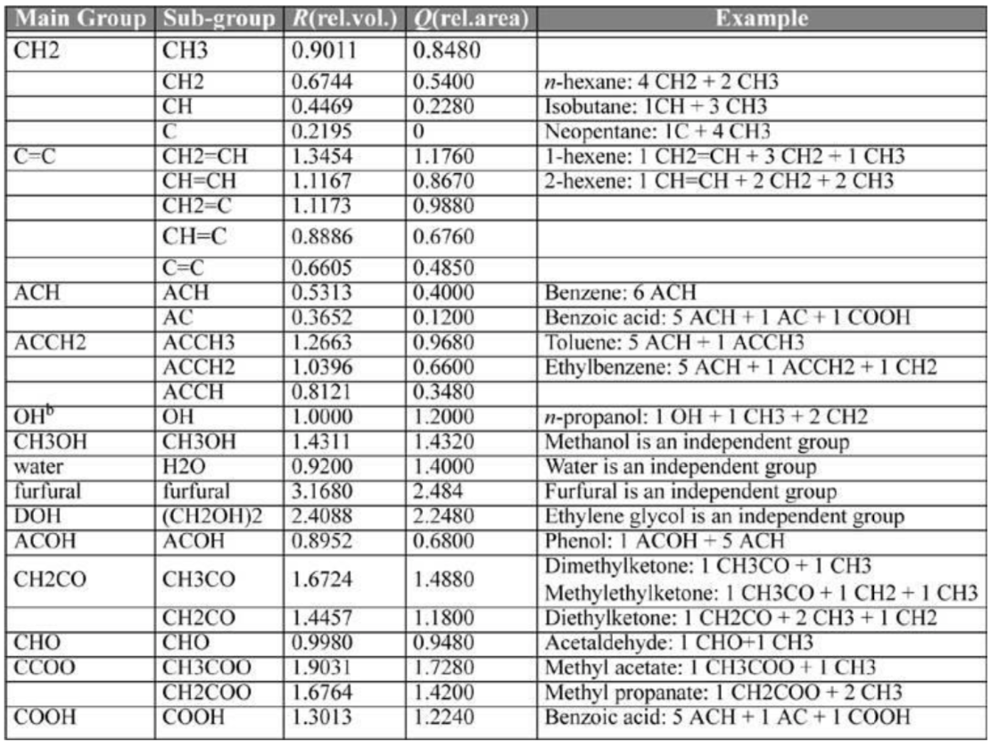 Main Group Sub-group R(rel.vol.) Q(rel.area) Example
CH2 CH3 0.9011 0.8480
CH2 0.6744 0.5400 n-hexane: 4 CH2 + 2 CH3
CH 0.4469 0.2280 Isobutane: 1CH + 3 CH3
C 0.2195 0 Neopentane: 1C + 4 CH3
C=C CH2=CH 1.3454 1.1760 1-hexene: 1 CH2=CH + 3 CH2 + 1 CH3
CH=CH 1.1167 0.8670 2-hexene: 1 CH=CH + 2 CH2 + 2 CH3
CH2=C 1.1173 0.9880
CH=C 0.8886 0.6760
C=C 0.6605 0.4850
ACH ACH 0.5313 0.4000 Benzene: 6 ACH
AC 0.3652 0.1200 Benzoic acid: 5 ACH + 1 AC + 1 COOH
ACCH2 ACCH3 1.2663 0.9680 Toluene: 5 ACH + 1 ACCH3
ACCH2 1.0396 0.6600 Ethylbenzene: 5 ACH + 1 ACCH2 + 1 CH2
ACCH 0.8121 0.3480
OHb OH 1.0000 1.2000 n-propanol: 1 OH + 1 CH3 + 2 CH2
CH3OH CH3OH 1.4311 1.4320 Methanol is an independent group
water H2O 0.9200 1.4000 Water is an independent group
furfural furfural 3.1680 2.484 Furfural is an independent group
DOH (CH2OH)2 2.4088 2.2480 Ethylene glycol is an independent group
ACOH ACOH 0.8952 0.6800 Phenol: 1 ACOH + 5 ACH
CH2CO CH3CO 1.6724 1.4880 Dimethylketone: 1 CH3CO + 1 CH3
Methylethylketone: 1 CH3CO + 1 CH2 + 1 CH3
CH2CO 1.4457 1.1800 Diethylketone: 1 CH2CO + 2 CH3 + 1 CH2
CHO CHO 0.9980 0.9480 Acetaldehyde: 1 CHO+1 CH3
CCOO CH3COO 1.9031 1.7280 Methyl acetate: 1 CH3COO + 1 CH3
CH2COO 1.6764 1.4200 Methyl propanate: 1 CH2COO + 2 CH3
COOH COOH 1.3013 1.2240 Benzoic acid: 5 ACH + 1 AC + 1 COOH